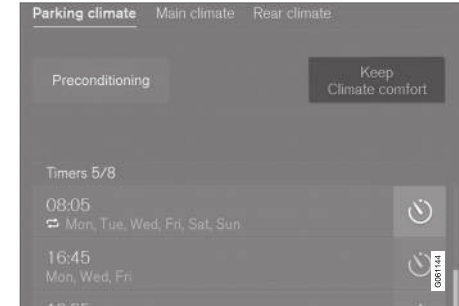 Parking climate Main climate Rear climate
Preconditioning
Keep
Climate comfort
Timers 5/8
08:05
Mon, Tue, Wed, Fri, Sat, Sun
16:45
Mon, Wed, Fri
G061144